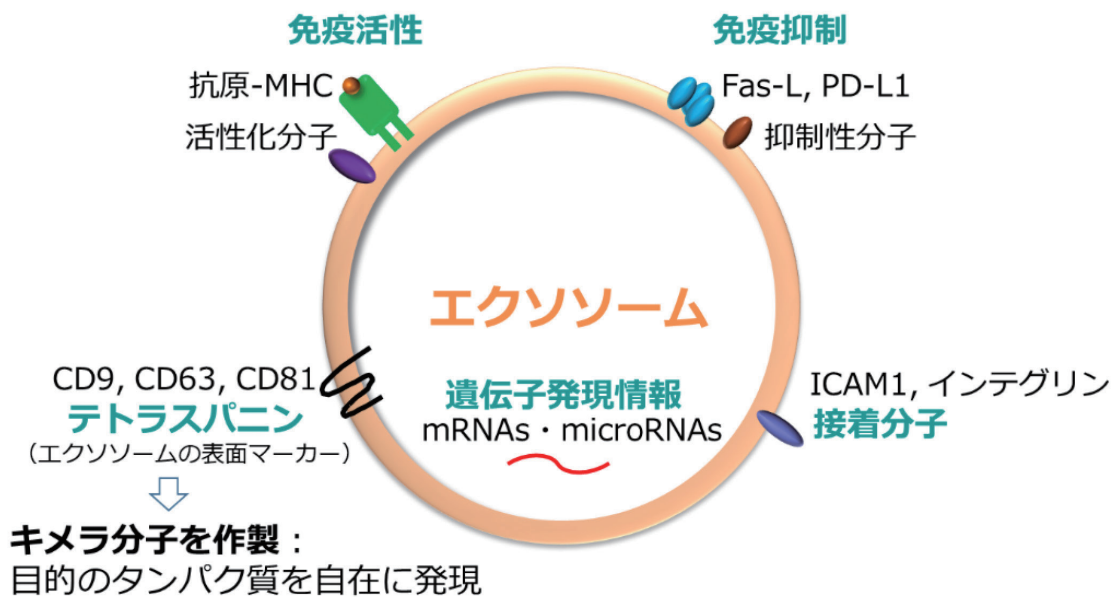 免疫活性
免疫抑制
抗原-MHC
活性化分子
Fas-L, PD-L1
抑制性分子
エクソソーム
遺伝子発現情報
mRNAs・microRNAs
CD9, CD63, CD81
テトラスパニン
（エクソソームの表面マーカー）
ICAM1, インテグリン
接着分子
キメラ分子を作製：
目的のタンパク質を自在に発現